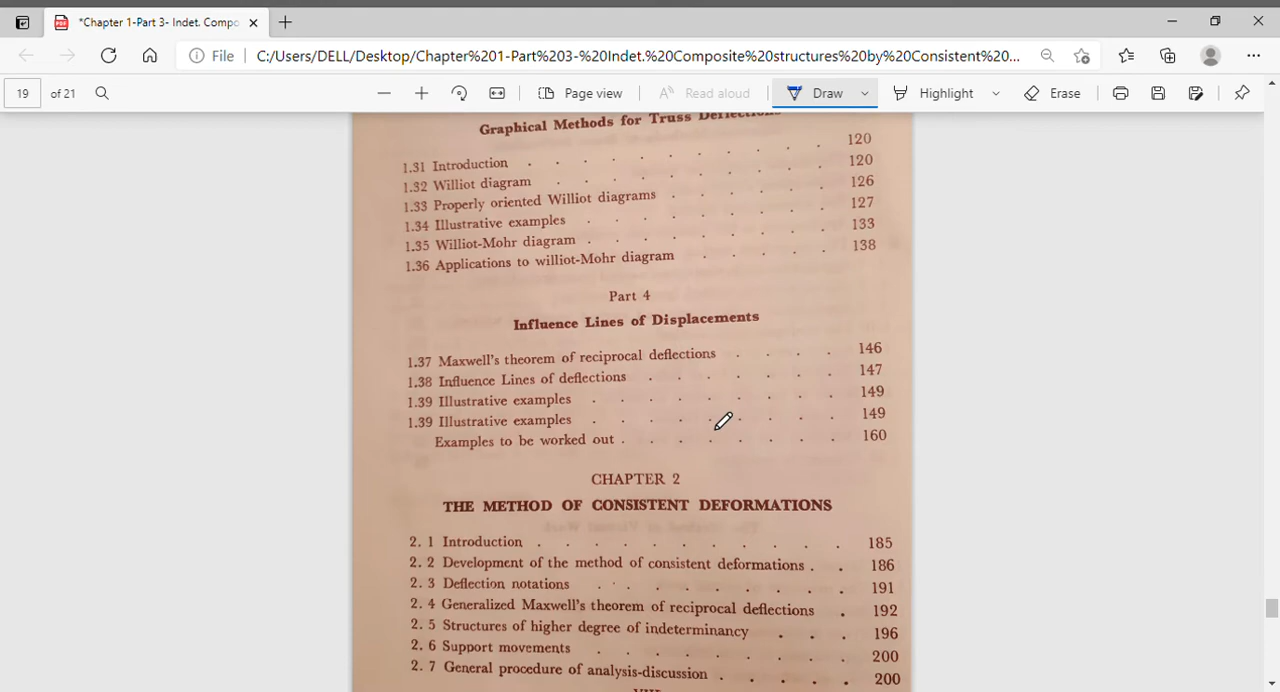 *Chapter 1-Part 3- Indet. Compo
File C:/Users/DELL/Desktop/Chapter%201-Part%203-%20Indet.%20Composite%20structures%20by%20Consistent%20...
19 of 21 Page view Read aloud Draw Highlight Erase
Graphical Methods for Truss Deflections
1.31 Introduction . . . . . . . . . . . 120
1.32 Williot diagram . . . . . . . . . . 120
1.33 Properly oriented Williot diagrams . . . . . . 126
1.34 Illustrative examples . . . . . . . . . 127
1.35 Williot-Mohr diagram . . . . . . . . . 133
1.36 Applications to williot-Mohr diagram . . . . . 138
Part 4
Influence Lines of Displacements
1.37 Maxwell's theorem of reciprocal deflections . . . . 146
1.38 Influence Lines of deflections . . . . . . . 147
1.39 Illustrative examples . . . . . . . . . 149
1.39 Illustrative examples . . . . . . . . . 149
Examples to be worked out . . . . . . . . 160
CHAPTER 2
THE METHOD OF CONSISTENT DEFORMATIONS
2. 1 Introduction . . . . . . . . . . . 185
2. 2 Development of the method of consistent deformations . . 186
2. 3 Deflection notations . . . . . . . . . 191
2. 4 Generalized Maxwell's theorem of reciprocal deflections . 192
2. 5 Structures of higher degree of indeterminancy . . . 196
2. 6 Support movements . . . . . . . . . 200
2. 7 General procedure of analysis-discussion . . . . . 200
VIII